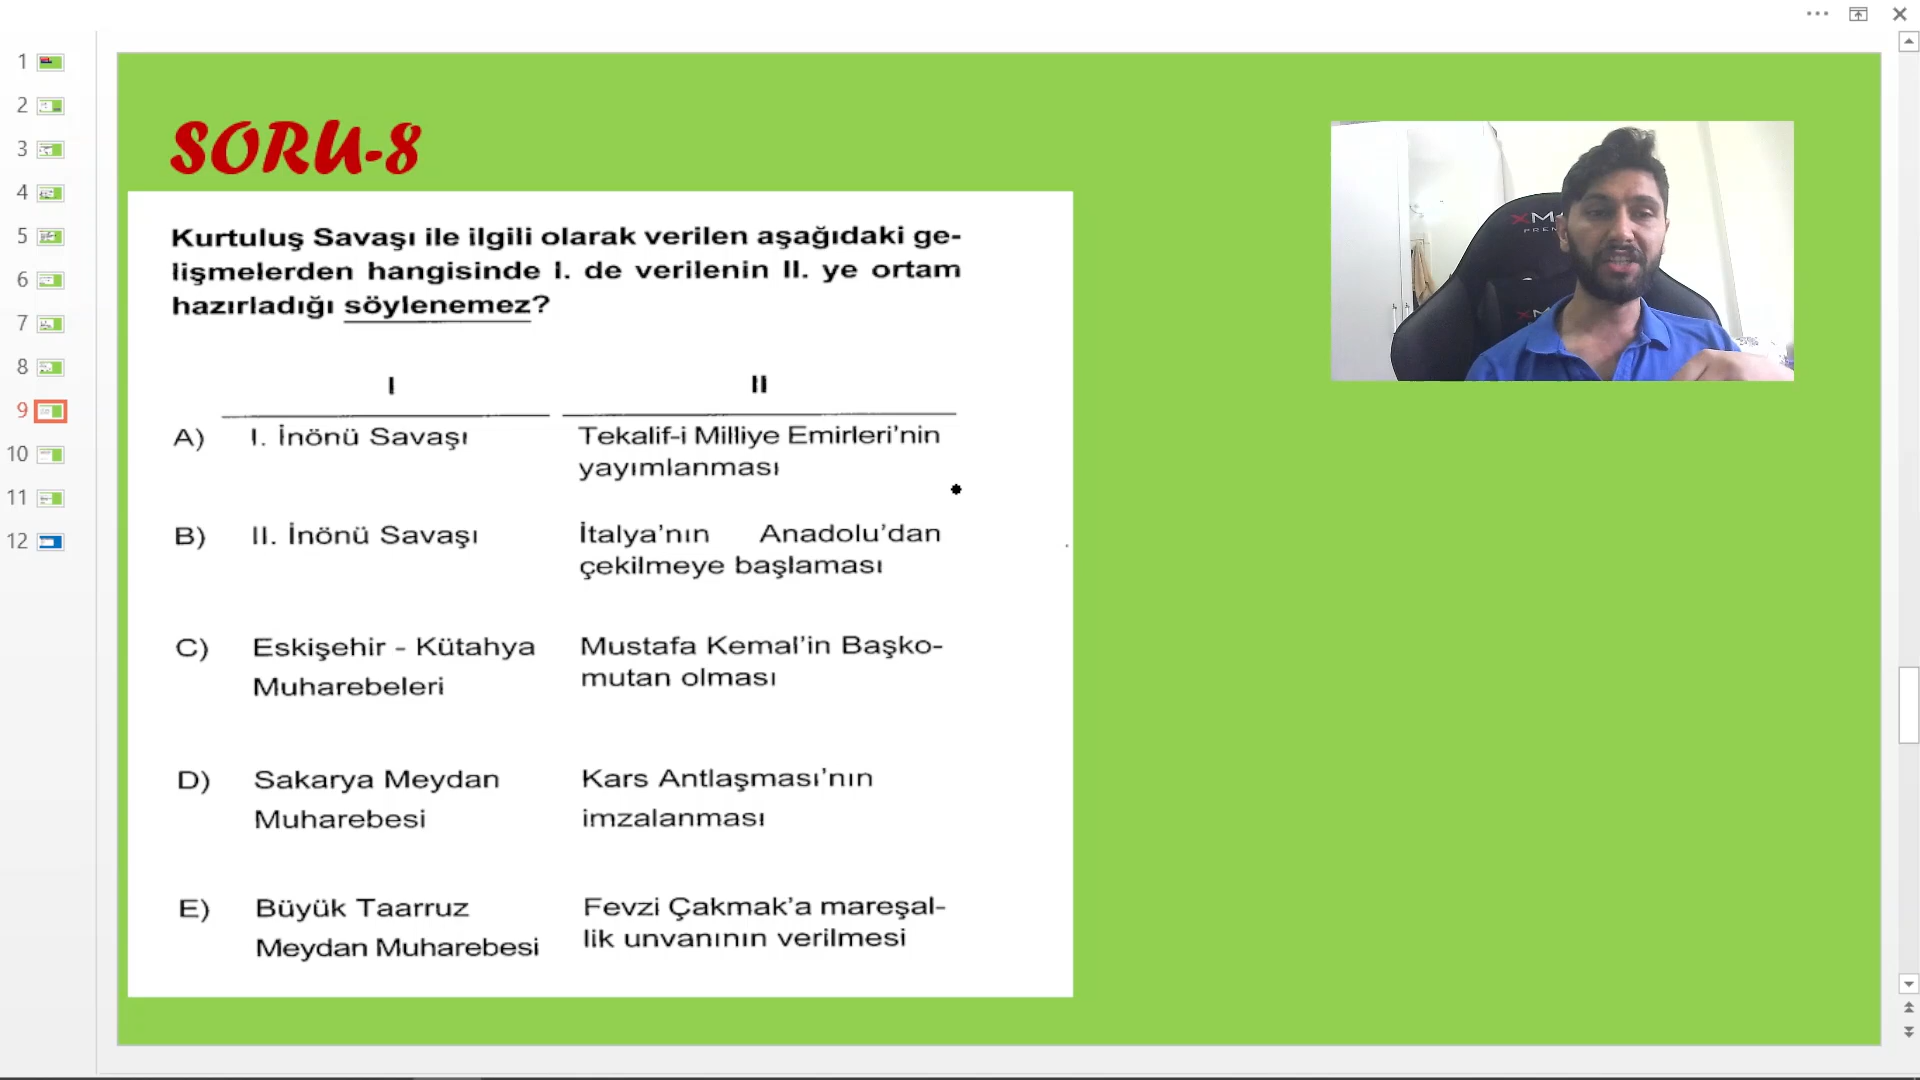 1
2
3
4
5
6
7
8
9
10
11
12
SORU-8
Kurtuluş Savaşı ile ilgili olarak verilen aşağıdaki ge-
lişmelerden hangisinde I. de verilenin II. ye ortam
hazırladığı söylenemez?
I II
A) I. İnönü Savaşı Tekalif-i Milliye Emirleri'nin
yayımlanması
B) II. İnönü Savaşı İtalya'nın Anadolu'dan
çekilmeye başlaması
C) Eskişehir - Kütahya Mustafa Kemal'in Başko-
Muharebeleri mutan olması
D) Sakarya Meydan Kars Antlaşması'nın
Muharebesi imzalanması
E) Büyük Taarruz Fevzi Çakmak'a mareşal-
Meydan Muharebesi lik unvanının verilmesi